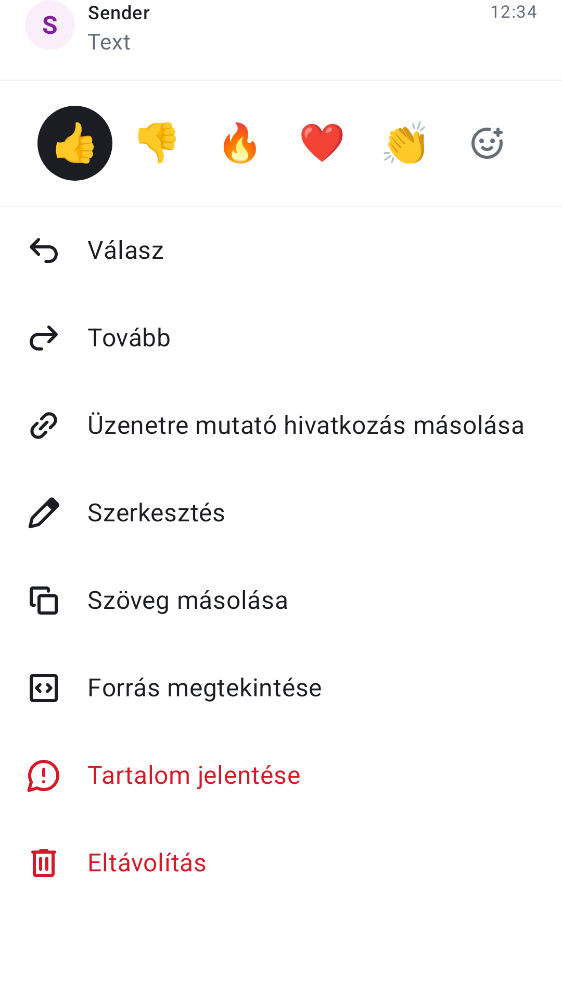 S
Sender
12:34
Text
Válasz
Tovább
Üzenetre mutató hivatkozás másolása
Szerkesztés
Szöveg másolása
Forrás megtekintése
Tartalom jelentése
Eltávolítás